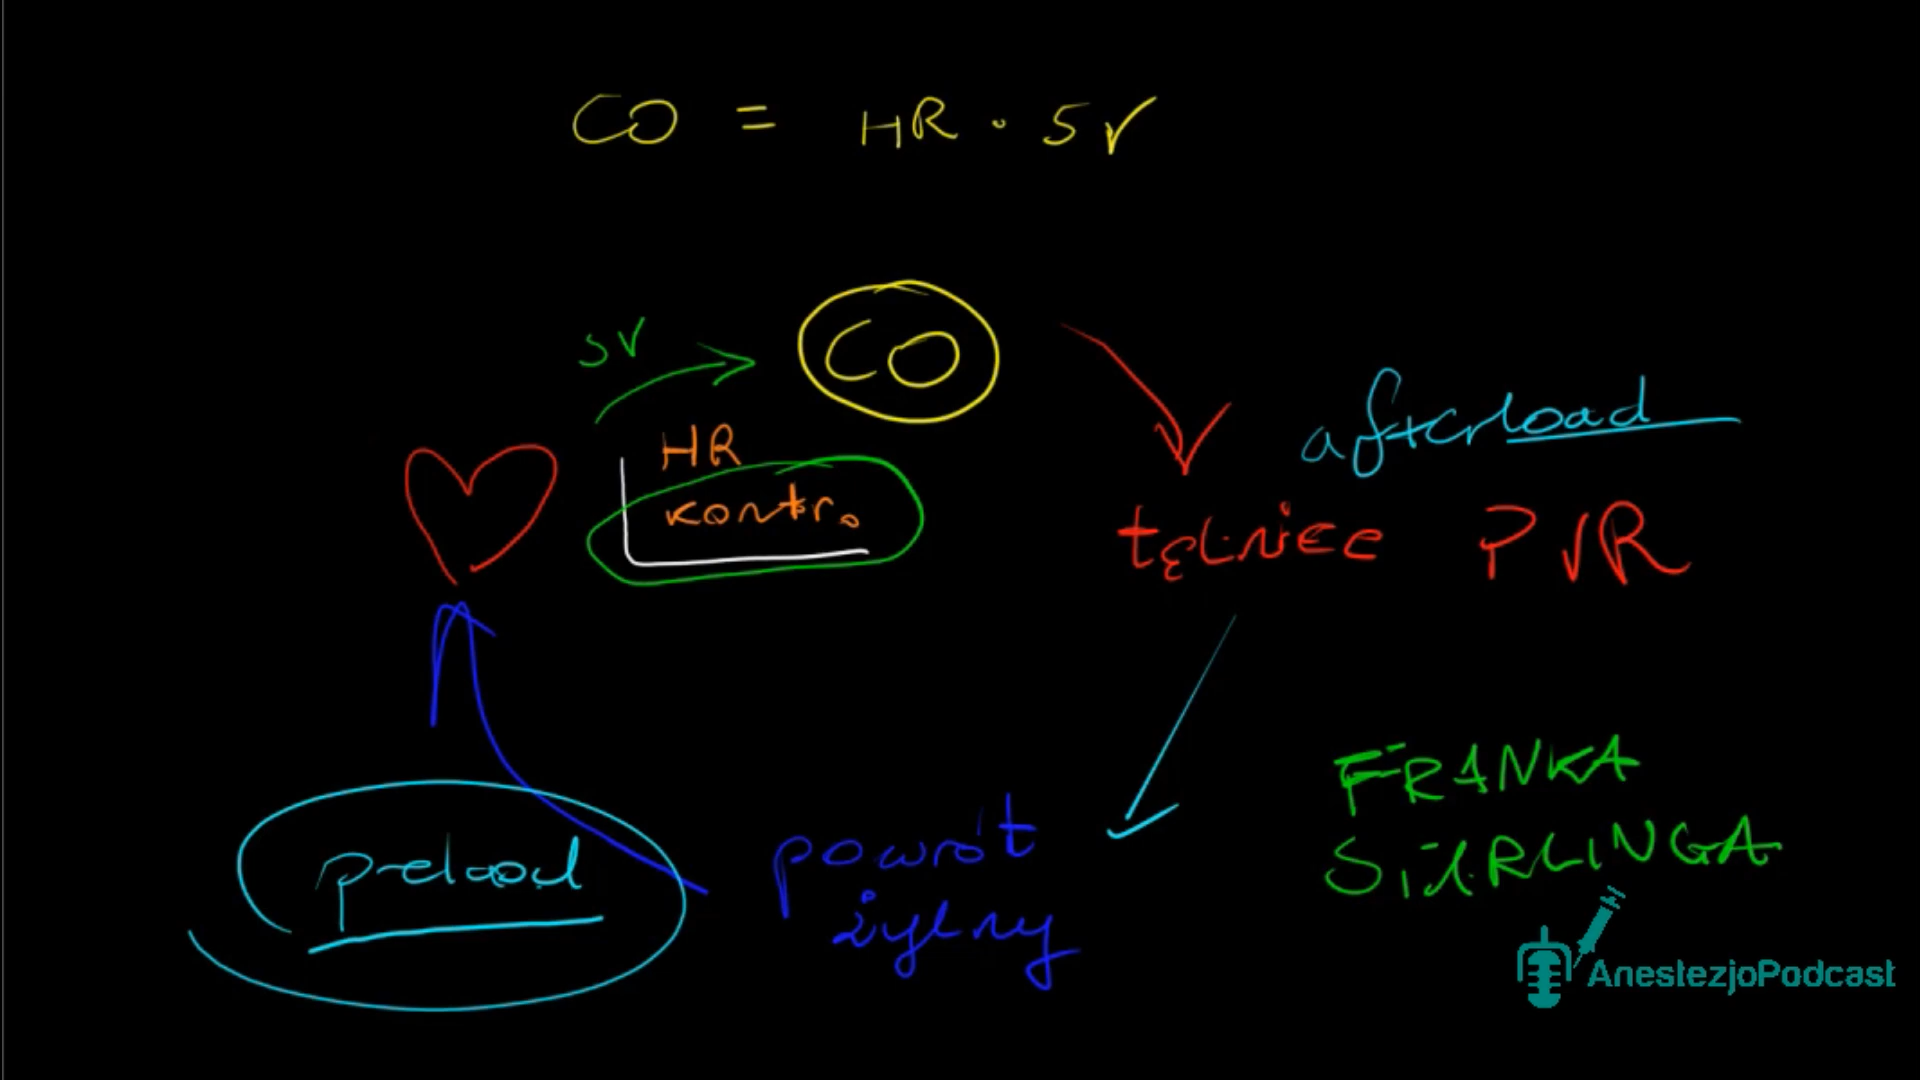 CO = HR · SV
SV
CO
HR
kontr.
afterload
tętnice PVR
preload
powrót
żylny
FRANKA
STARLINGA
AnestezjoPodcast